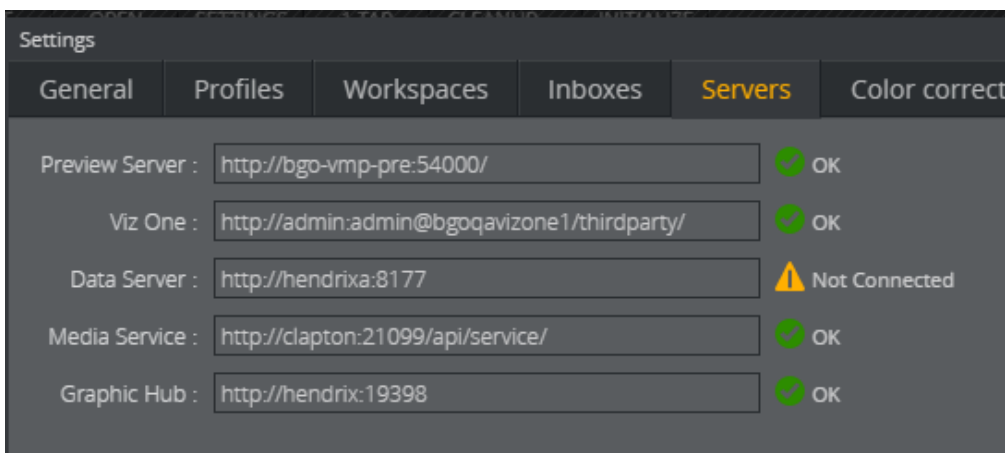 Settings
General Profiles Workspaces Inboxes Servers Color correct
Preview Server : http://bgo-vmp-pre:54000/ OK
Viz One : http://admin:admin@bgoqavizone1/thirdparty/ OK
Data Server : http://hendrixa:8177 Not Connected
Media Service : http://clapton:21099/api/service/ OK
Graphic Hub : http://hendrix:19398 OK